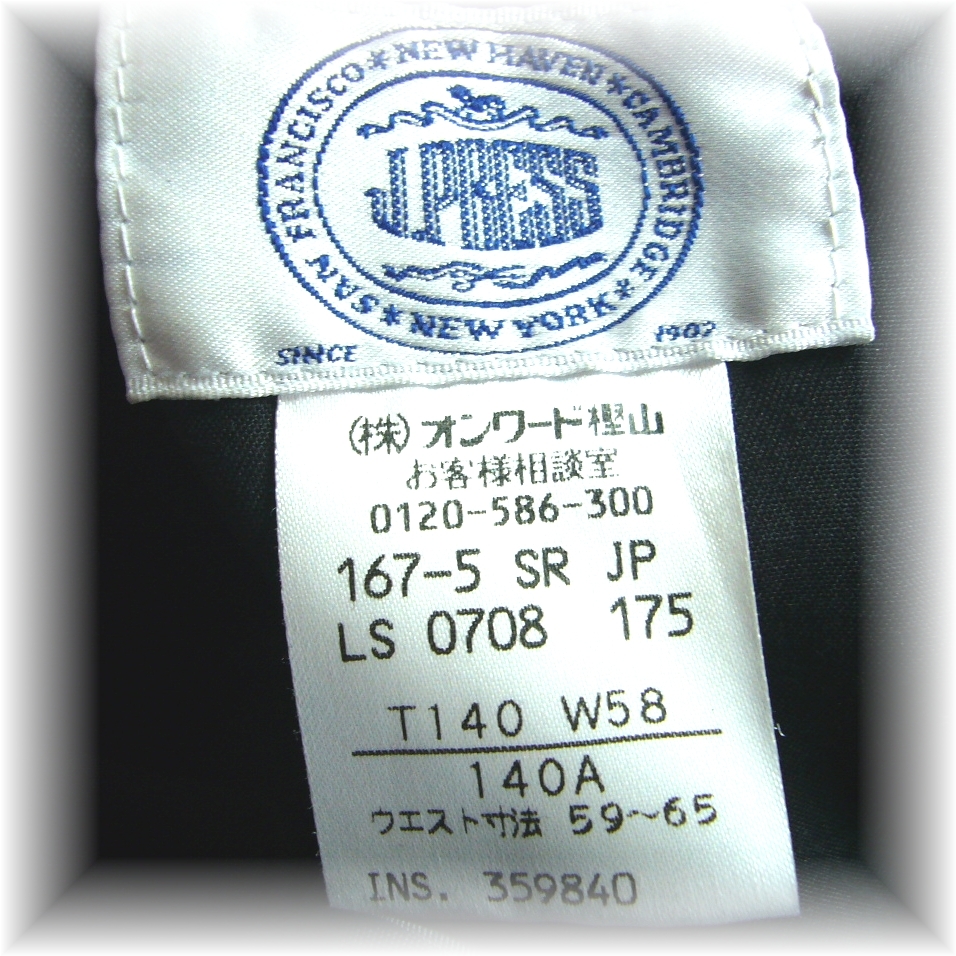 SAN FRANCISCO ★ NEW HAVEN ★ CAMBRIDGE ★ NEW YORK ★
J.PRESS
SINCE 1902
(株)オンワード樫山
お客様相談室
0120-586-300
167-5 SR JP
LS 0708 175
T140 W58
140A
ウエスト寸法 59~65
INS. 359840